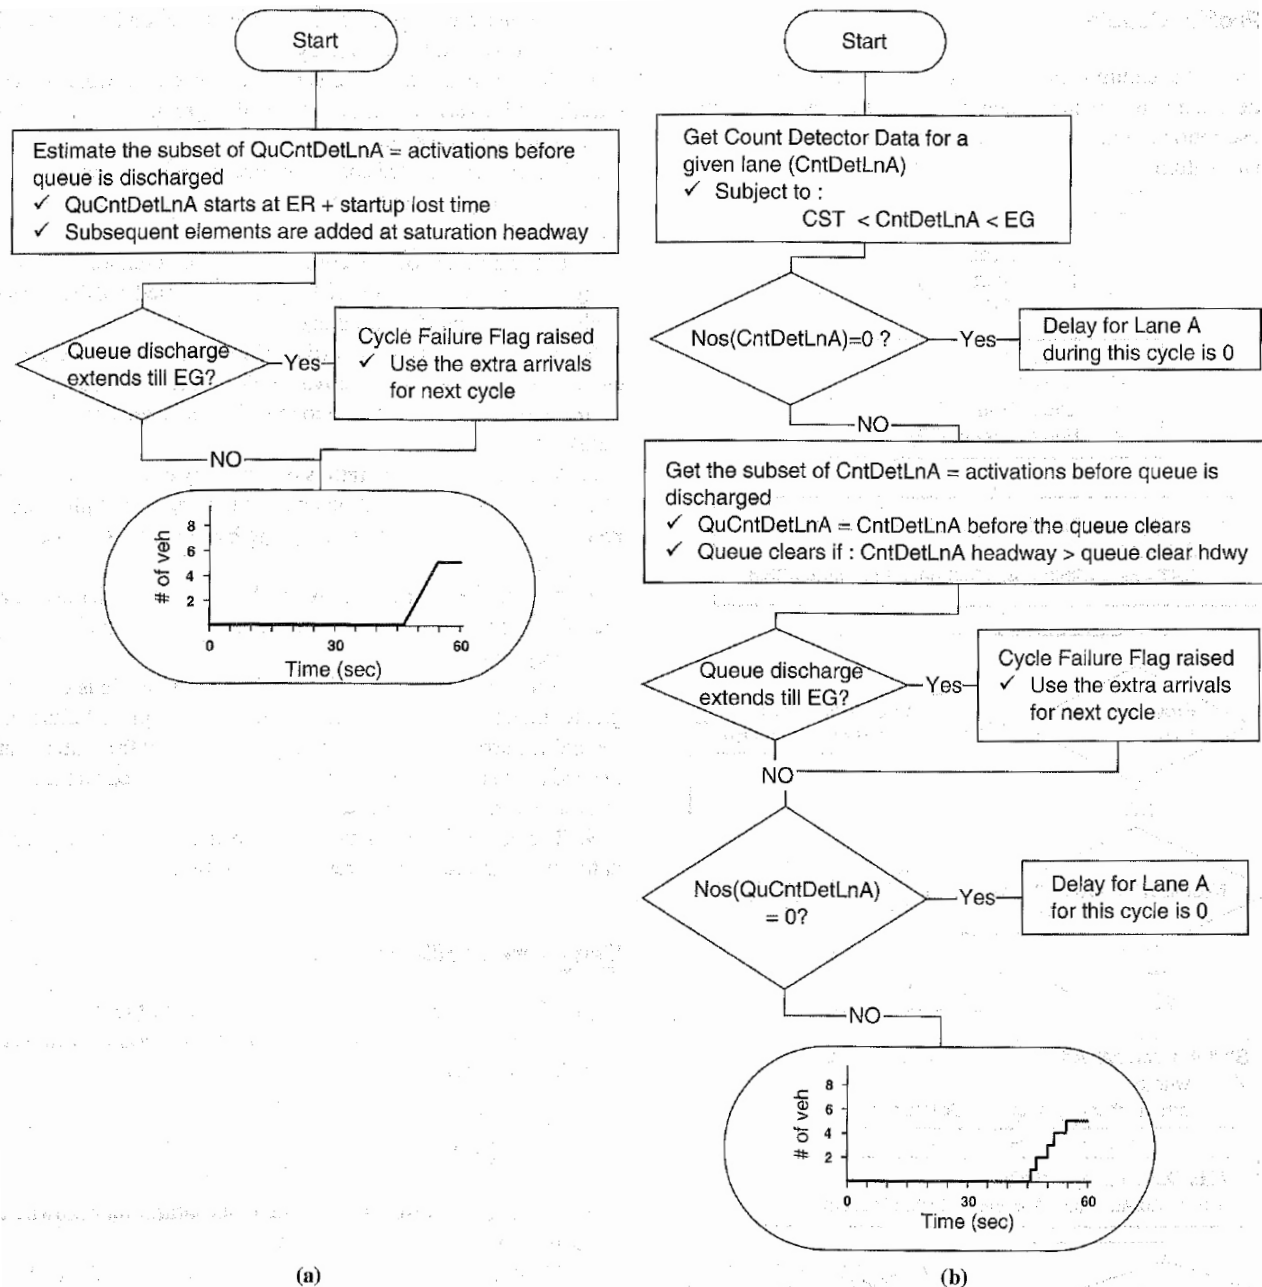 Start
Estimate the subset of QuCntDetLnA = activations before
queue is discharged
✓ QuCntDetLnA starts at ER + startup lost time
✓ Subsequent elements are added at saturation headway
Queue discharge
extends till EG?
Yes
Cycle Failure Flag raised
✓ Use the extra arrivals
for next cycle
NO
# of veh
8
6
4
2
0
30
60
Time (sec)
(a)
Start
Get Count Detector Data for a
given lane (CntDetLnA)
✓ Subject to :
CST < CntDetLnA < EG
Nos(CntDetLnA)=0 ?
Yes
Delay for Lane A
during this cycle is 0
NO
Get the subset of CntDetLnA = activations before queue is
discharged
✓ QuCntDetLnA = CntDetLnA before the queue clears
✓ Queue clears if : CntDetLnA headway > queue clear hdwy
Queue discharge
extends till EG?
Yes
Cycle Failure Flag raised
✓ Use the extra arrivals
for next cycle
NO
Nos(QuCntDetLnA)
= 0?
Yes
Delay for Lane A
for this cycle is 0
NO
# of veh
8
6
4
2
0
30
60
Time (sec)
(b)